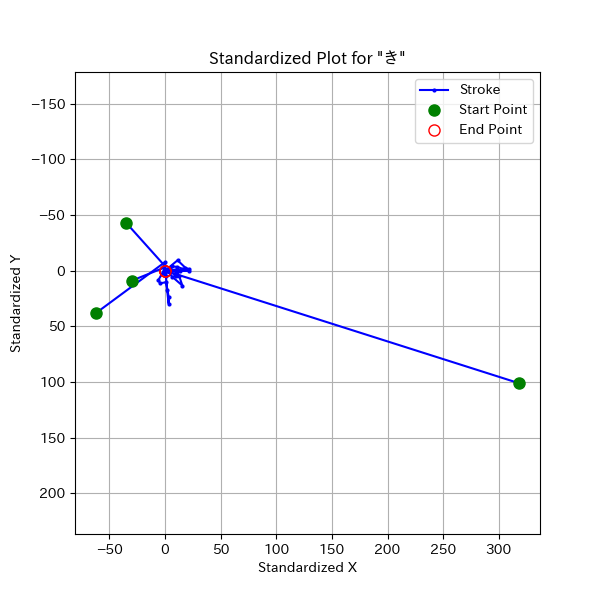 Standardized Plot for "き"
Stroke
Start Point
End Point
−150
−100
−50
0
50
100
150
200
Standardized Y
−50 0 50 100 150 200 250 300
Standardized X